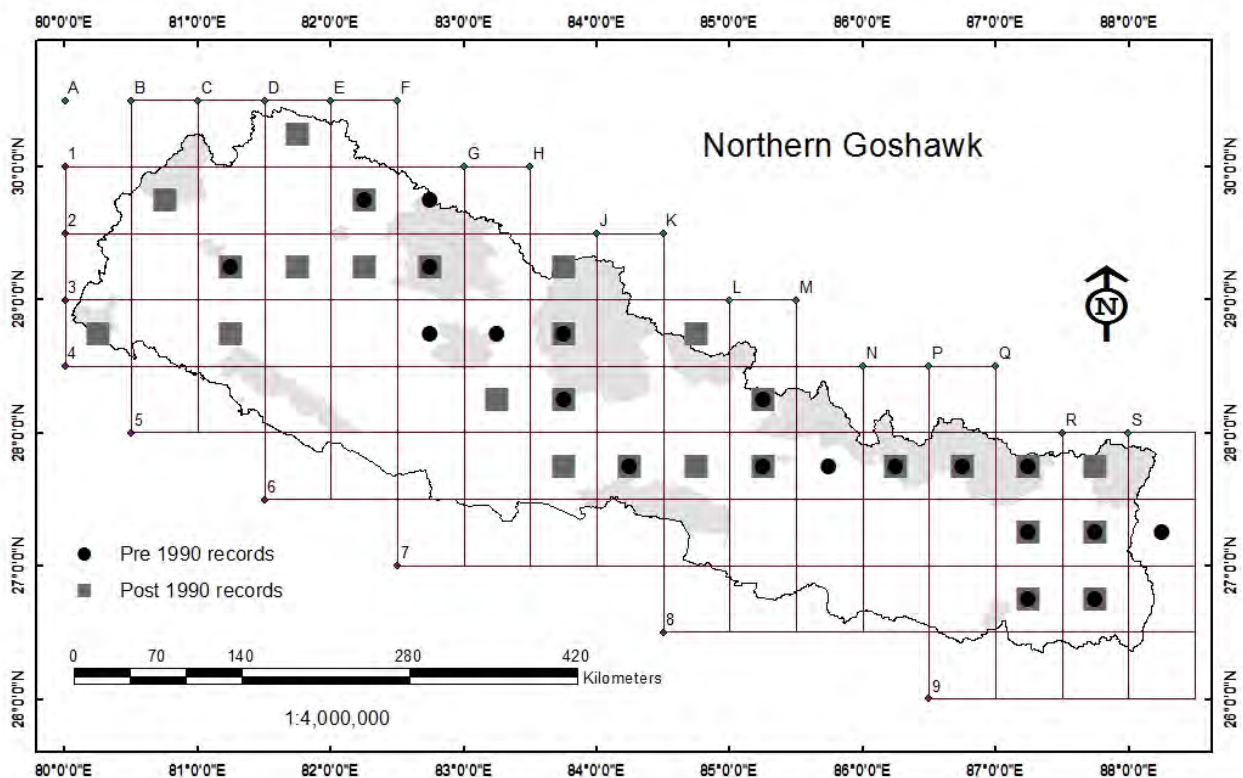 80°0'0"E 81°0'0"E 82°0'0"E 83°0'0"E 84°0'0"E 85°0'0"E 86°0'0"E 87°0'0"E 88°0'0"E
A B C D E F
Northern Goshawk
30°0'0"N 1 G H 30°0'0"N
2 J K
29°0'0"N 3 L M 29°0'0"N
N
4 N P Q
28°0'0"N 5 R S 28°0'0"N
6
Pre 1990 records
27°0'0"N 7 27°0'0"N
Post 1990 records
8
0 70 140 280 420
Kilometers
26°0'0"N 9 26°0'0"N
1:4,000,000
80°0'0"E 81°0'0"E 82°0'0"E 83°0'0"E 84°0'0"E 85°0'0"E 86°0'0"E 87°0'0"E 88°0'0"E